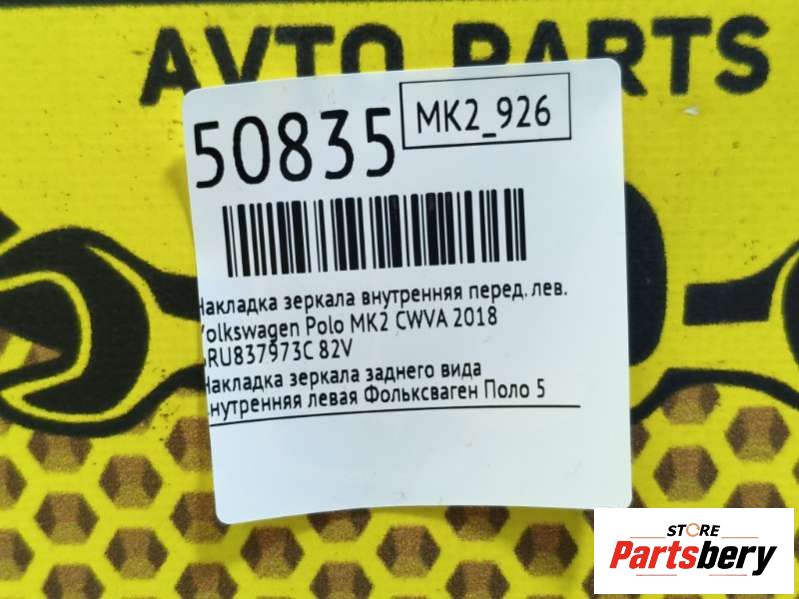 AVTO PARTS
50835
MK2_926
Накладка зеркала внутренняя перед. лев.
Volkswagen Polo MK2 CWVA 2018
6RU837973C 82V
Накладка зеркала заднего вида
внутренняя левая Фольксваген Поло 5
STORE
Partsbery